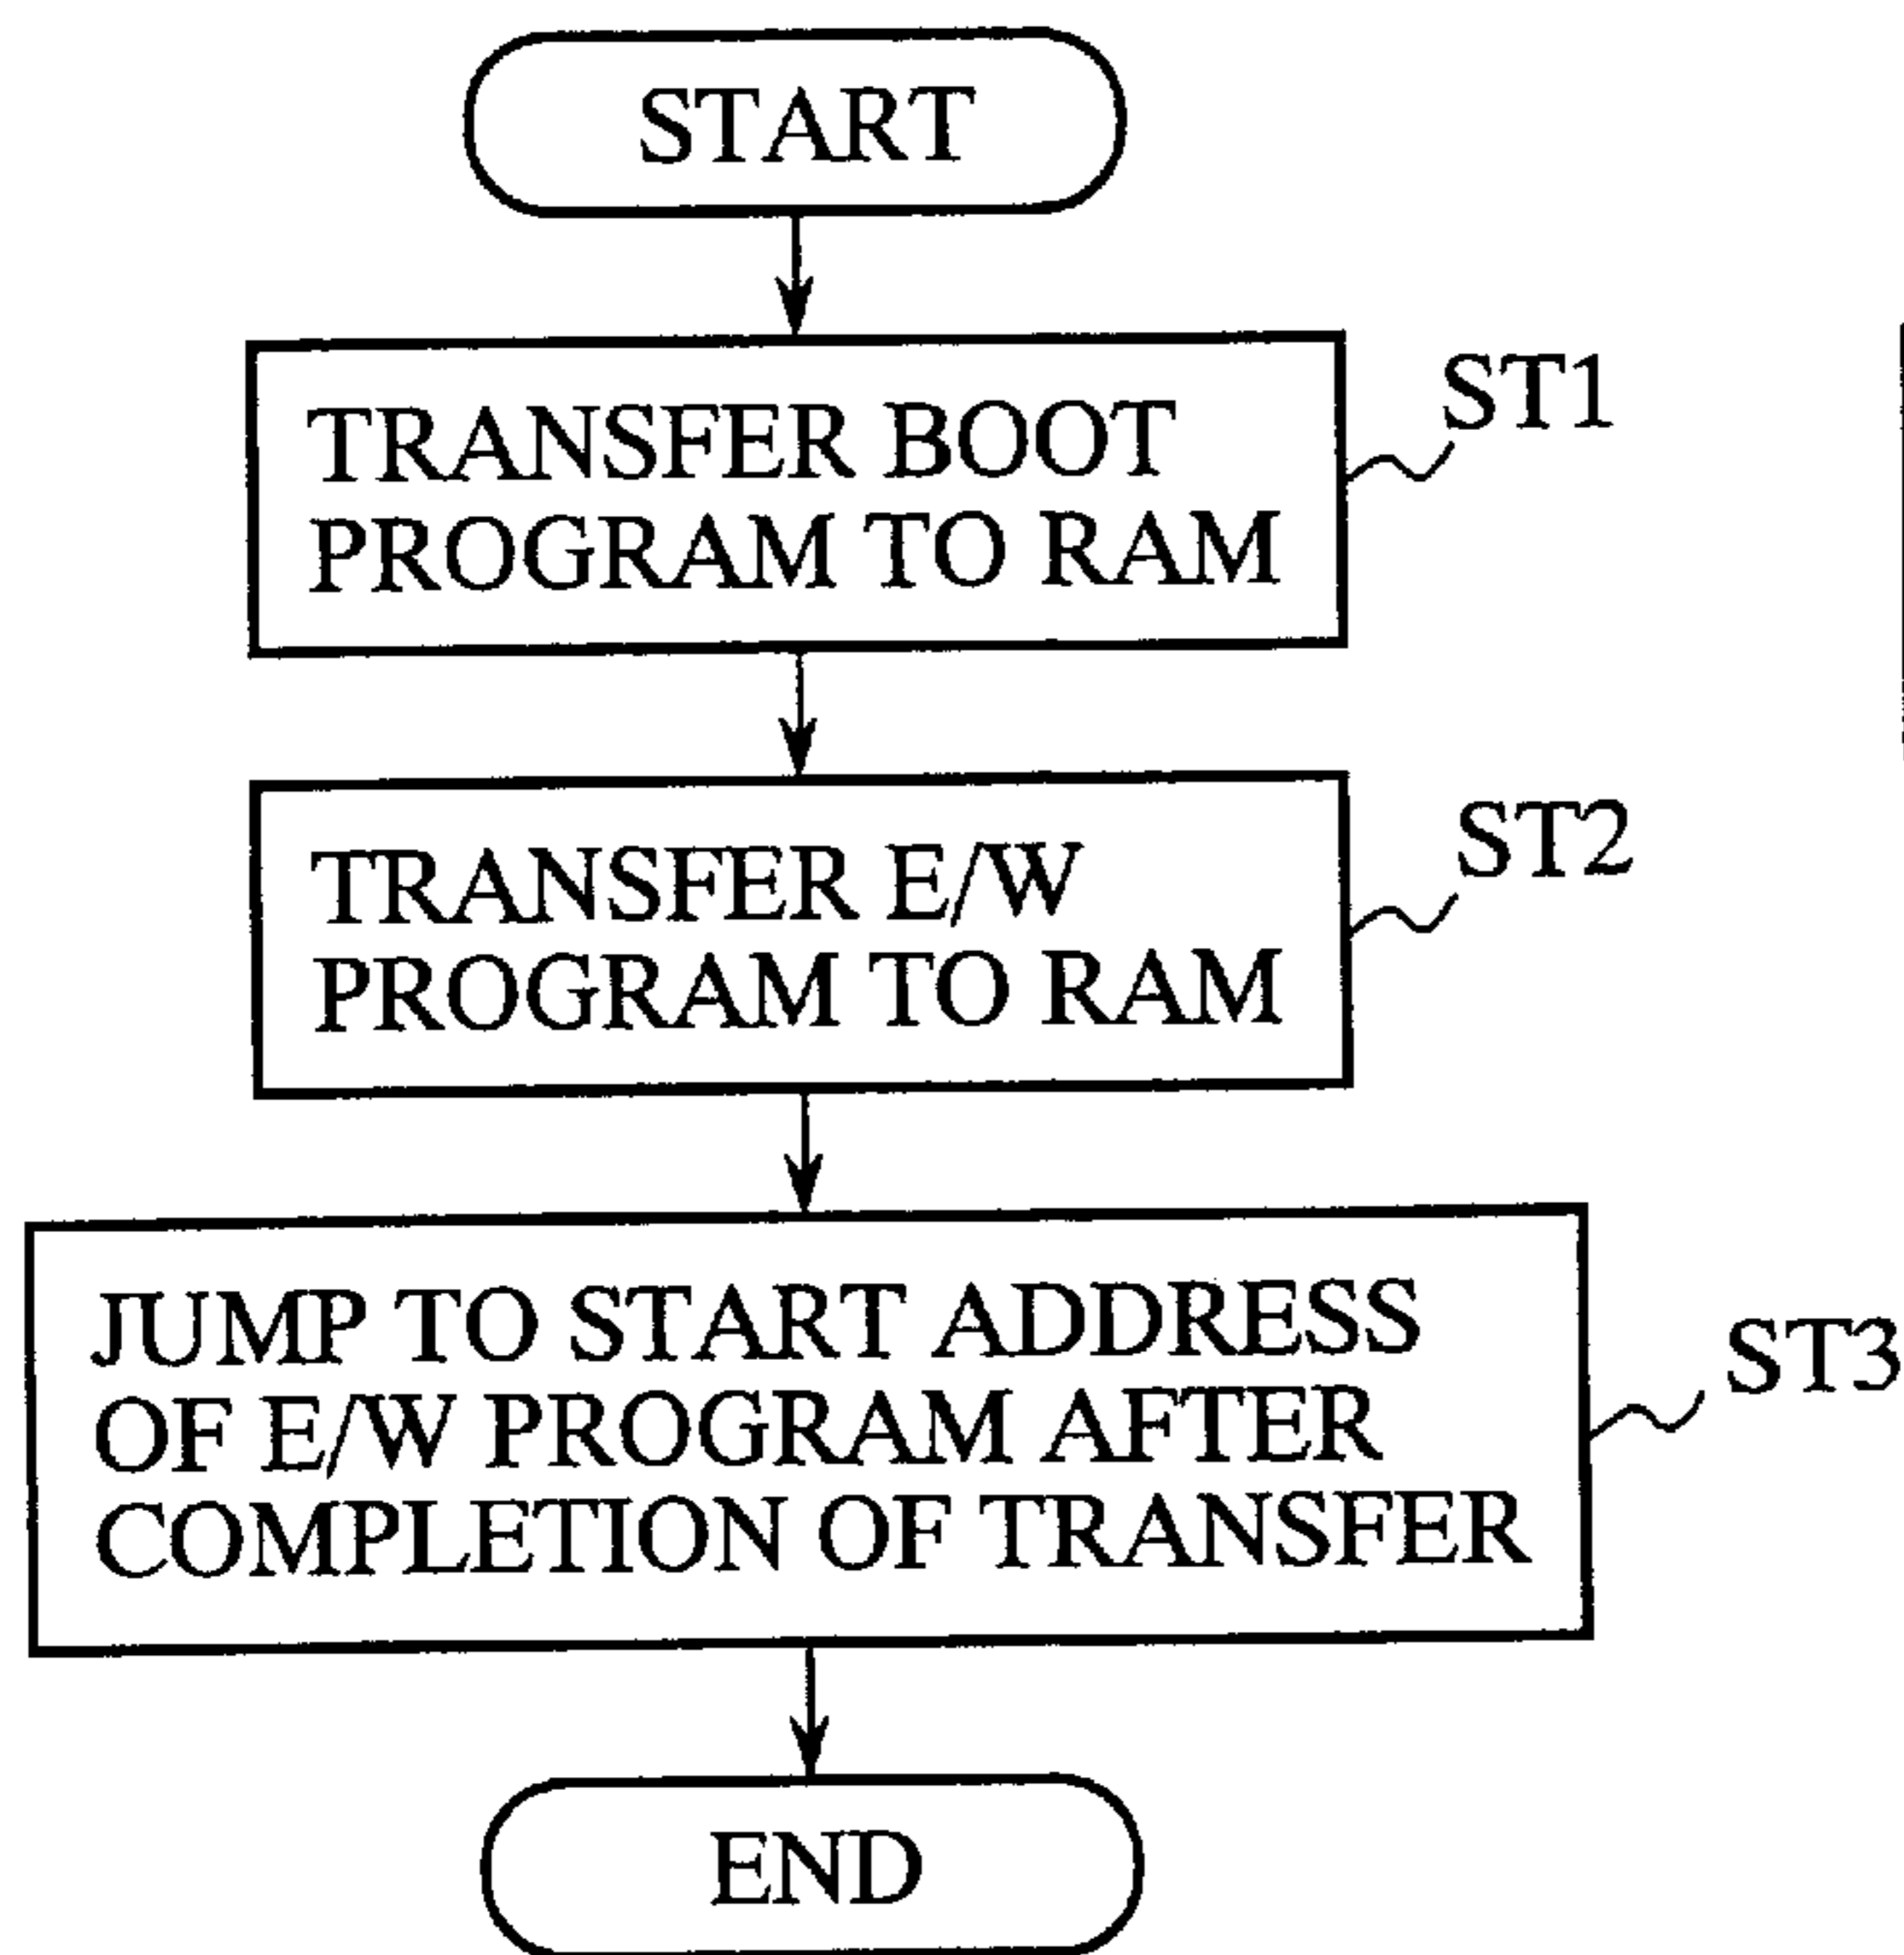 START
TRANSFER BOOT
PROGRAM TO RAM
ST1
TRANSFER E/W
PROGRAM TO RAM
ST2
JUMP TO START ADDRESS
OF E/W PROGRAM AFTER
COMPLETION OF TRANSFER
ST3
END